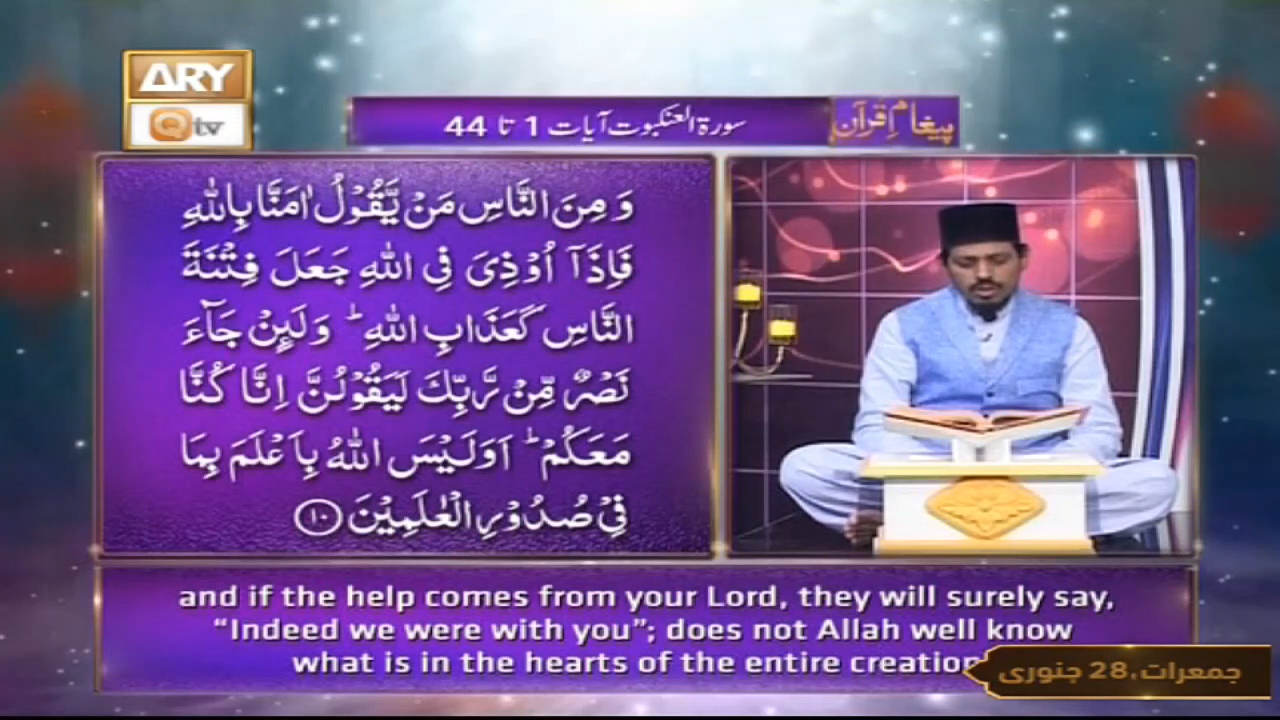 ARY
Qtv
پیغامِ قرآن
سورۃ العنکبوت آیات 1 تا 44
وَ مِنَ النَّاسِ مَنْ یَّقُوْلُ اٰمَنَّا بِاللّٰهِ
فَاِذَاۤ اُوْذِیَ فِی اللّٰهِ جَعَلَ فِتْنَةَ
النَّاسِ كَعَذَابِ اللّٰهِ ؕ وَ لَىِٕنْ جَآءَ
نَصْرٌ مِّنْ رَّبِّكَ لَیَقُوْلُنَّ اِنَّا كُنَّا
مَعَكُمْ ؕ اَوَ لَیْسَ اللّٰهُ بِاَعْلَمَ بِمَا
فِیْ صُدُوْرِ الْعٰلَمِیْنَ ۝۱۰
and if the help comes from your Lord, they will surely say,
“Indeed we were with you”; does not Allah well know
what is in the hearts of the entire creation
جمعرات، 28 جنوری